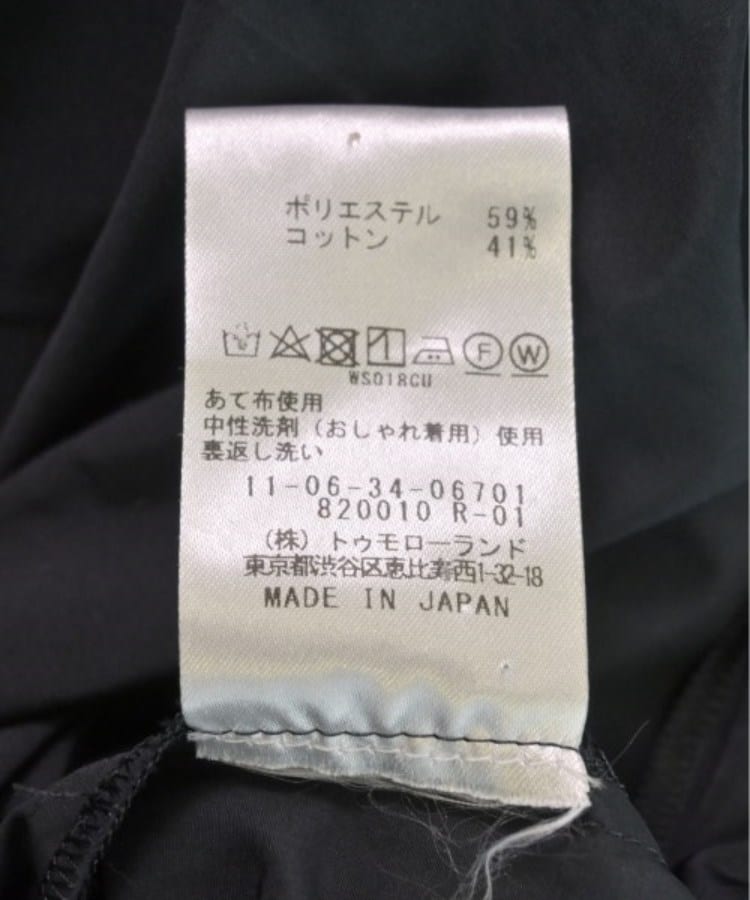 ポリエステル 59%
コットン 41%
F W
WS018CU
あて布使用
中性洗剤（おしゃれ着用）使用
裏返し洗い
11-06-34-06701
820010 R-01
（株）トゥモローランド
東京都渋谷区恵比寿西1-32-18
MADE IN JAPAN